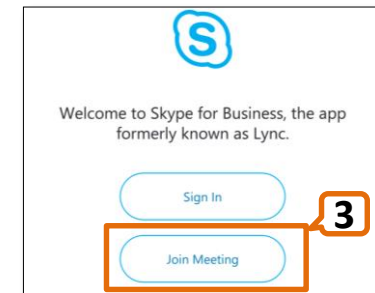 S
Welcome to Skype for Business, the app
formerly known as Lync.
Sign In
3
Join Meeting